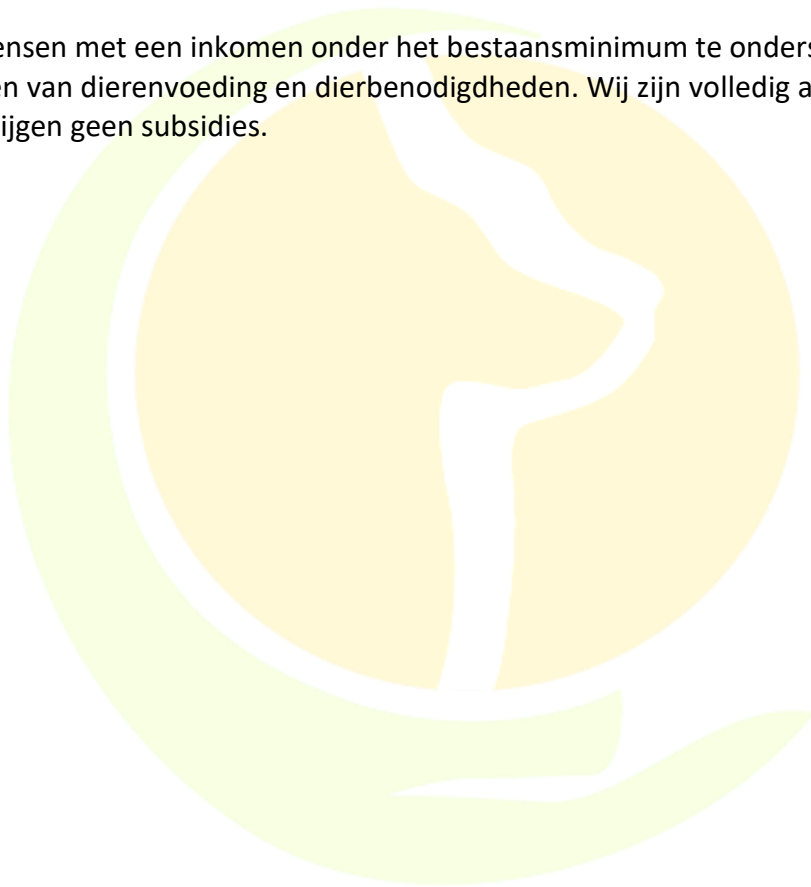 ensen met een inkomen onder het bestaansminimum te onders
en van dierenvoeding en dierbenodigdheden. Wij zijn volledig a
ijgen geen subsidies.